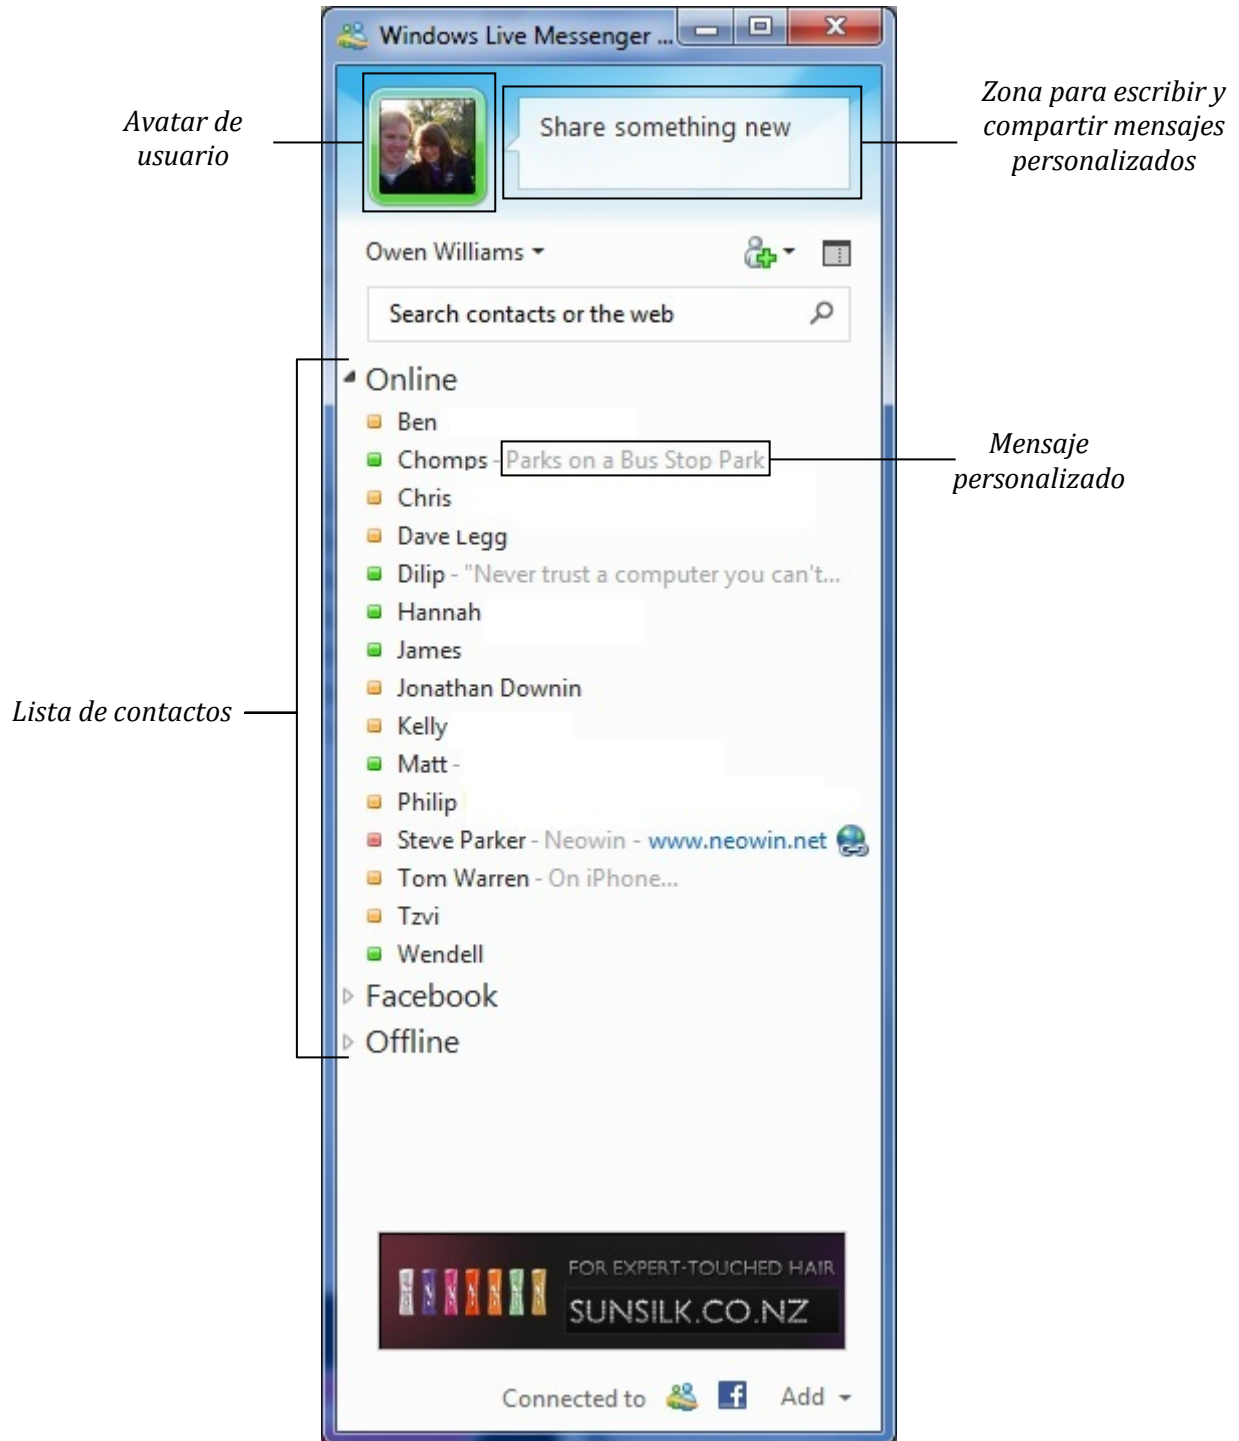 Windows Live Messenger ...
Avatar de
usuario
Share something new
Zona para escribir y
compartir mensajes
personalizados
Owen Williams
Search contacts or the web
Online
Ben
Chomps - Parks on a Bus Stop Park
Mensaje
personalizado
Chris
Dave Legg
Dilip - "Never trust a computer you can't...
Hannah
James
Jonathan Downin
Lista de contactos
Kelly
Matt -
Philip
Steve Parker - Neowin - www.neowin.net
Tom Warren - On iPhone...
Tzvi
Wendell
Facebook
Offline
FOR EXPERT-TOUCHED HAIR
SUNSILK.CO.NZ
Connected to f Add